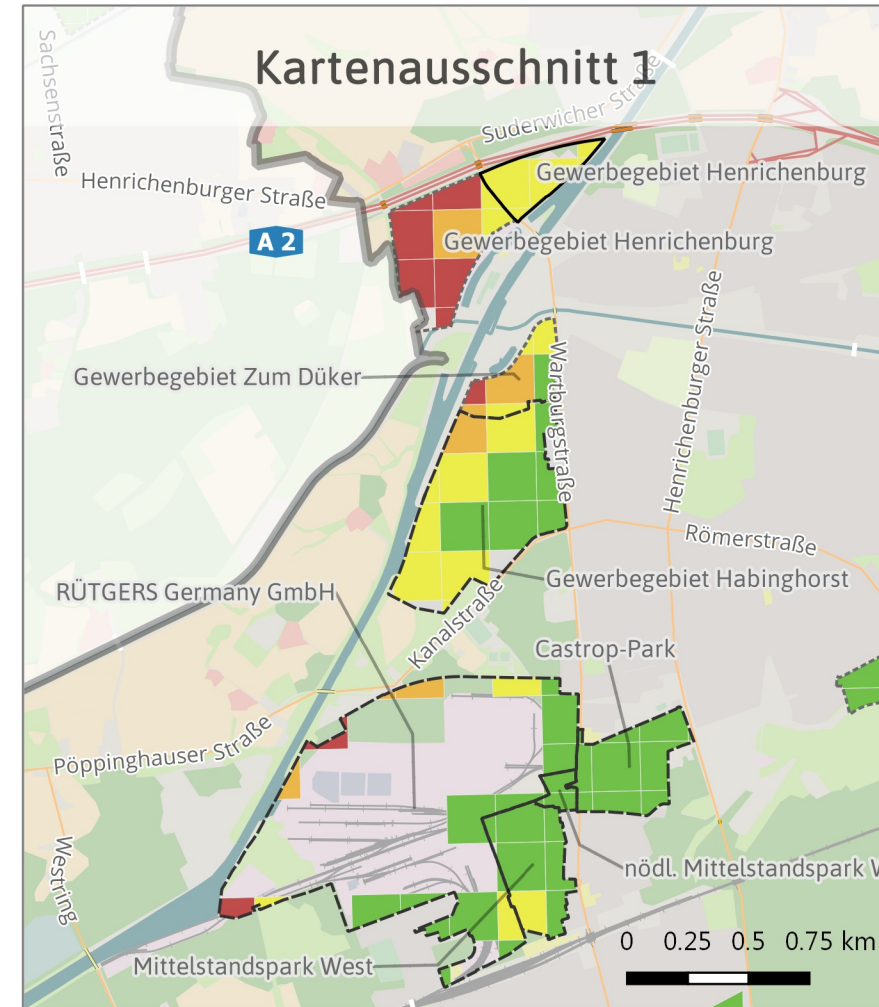 Kartenausschnitt 1
Sachsenstraße
Suderwicher Straße
Henrichenburger Straße
Gewerbegebiet Henrichenburg
A 2
Gewerbegebiet Henrichenburg
Henrichenburger Straße
Gewerbegebiet Zum Düker
Wartburgstraße
Römerstraße
RÜTGERS Germany GmbH
Gewerbegebiet Habinghorst
Kanalstraße
Castrop-Park
Pöppinghauser Straße
Westring
nödl. Mittelstandspark W
Mittelstandspark West
0 0.25 0.5 0.75 km